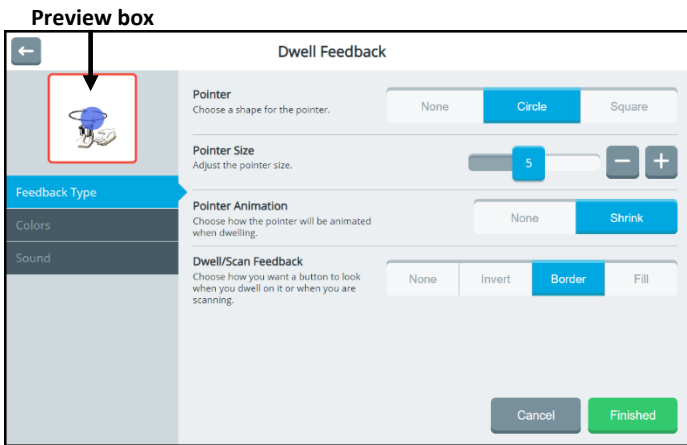 Preview box
Dwell Feedback
Pointer
Choose a shape for the pointer.
None
Circle
Square
Pointer Size
Adjust the pointer size.
5
Feedback Type
Colors
Sound
Pointer Animation
Choose how the pointer will be animated
when dwelling.
None
Shrink
Dwell/Scan Feedback
Choose how you want a button to look
when you dwell on it or when you are
scanning.
None
Invert
Border
Fill
Cancel
Finished